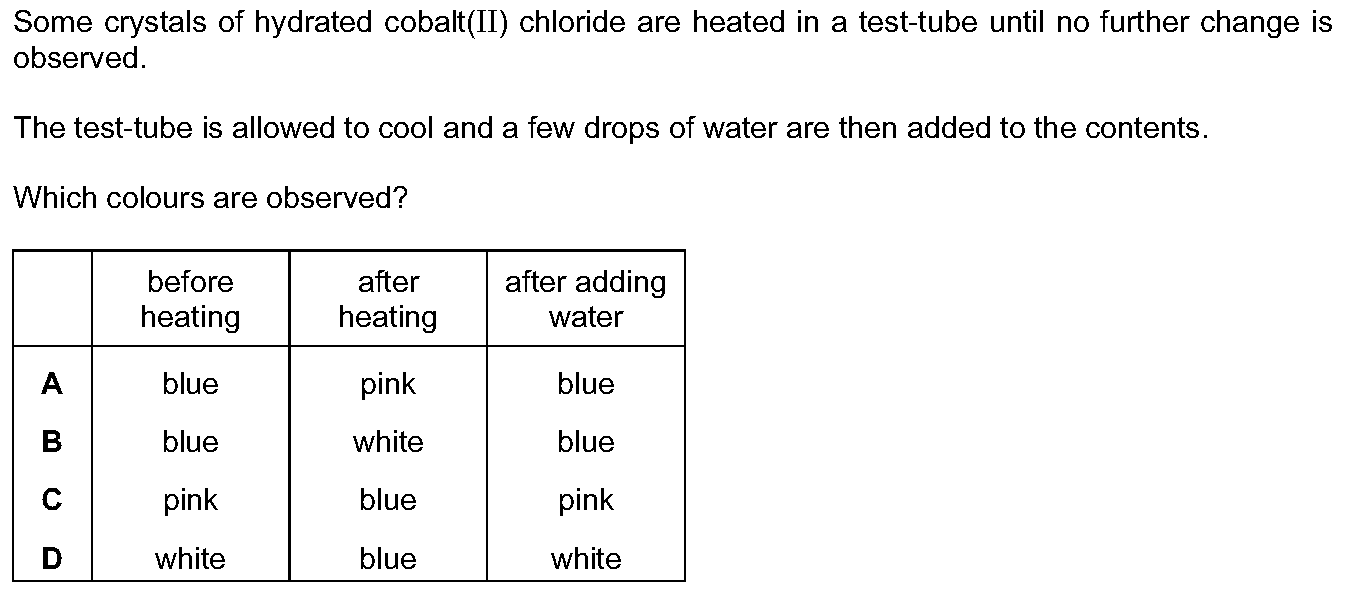 Some crystals of hydrated cobalt(II) chloride are heated in a test-tube until no further change is
observed.
The test-tube is allowed to cool and a few drops of water are then added to the contents.
Which colours are observed?
before heating after heating after adding water
A blue pink blue
B blue white blue
C pink blue pink
D white blue white